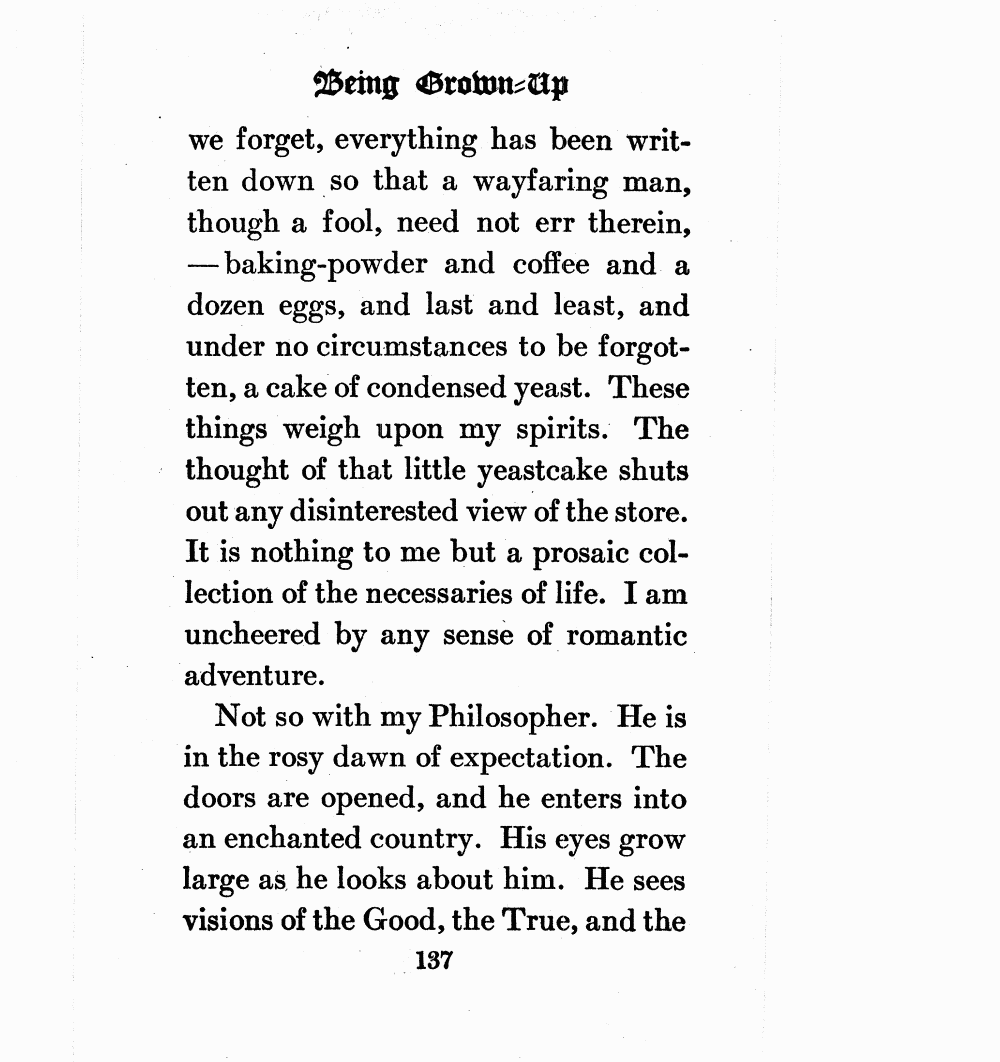 Being Grown-Up
we forget, everything has been writ-
ten down so that a wayfaring man,
though a fool, need not err therein,
—baking-powder and coffee and a
dozen eggs, and last and least, and
under no circumstances to be forgot-
ten, a cake of condensed yeast. These
things weigh upon my spirits. The
thought of that little yeastcake shuts
out any disinterested view of the store.
It is nothing to me but a prosaic col-
lection of the necessaries of life. I am
uncheered by any sense of romantic
adventure.
Not so with my Philosopher. He is
in the rosy dawn of expectation. The
doors are opened, and he enters into
an enchanted country. His eyes grow
large as he looks about him. He sees
visions of the Good, the True, and the
137